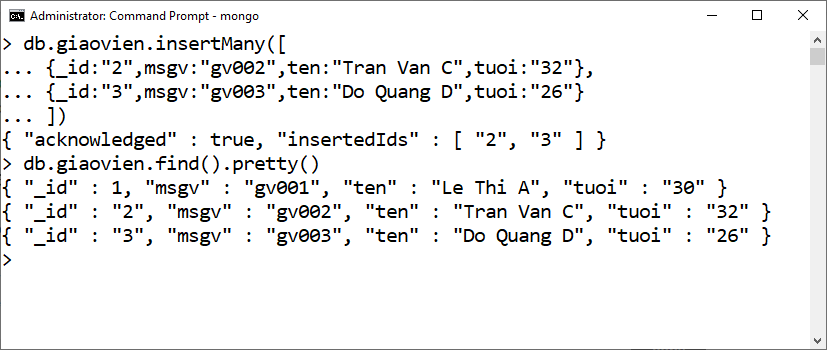 Administrator: Command Prompt - mongo
> db.giaovien.insertMany([
... {_id:"2",msgv:"gv002",ten:"Tran Van C",tuoi:"32"},
... {_id:"3",msgv:"gv003",ten:"Do Quang D",tuoi:"26"}
... ])
{ "acknowledged" : true, "insertedIds" : [ "2", "3" ] }
> db.giaovien.find().pretty()
{ "_id" : 1, "msgv" : "gv001", "ten" : "Le Thi A", "tuoi" : "30" }
{ "_id" : "2", "msgv" : "gv002", "ten" : "Tran Van C", "tuoi" : "32" }
{ "_id" : "3", "msgv" : "gv003", "ten" : "Do Quang D", "tuoi" : "26" }
>